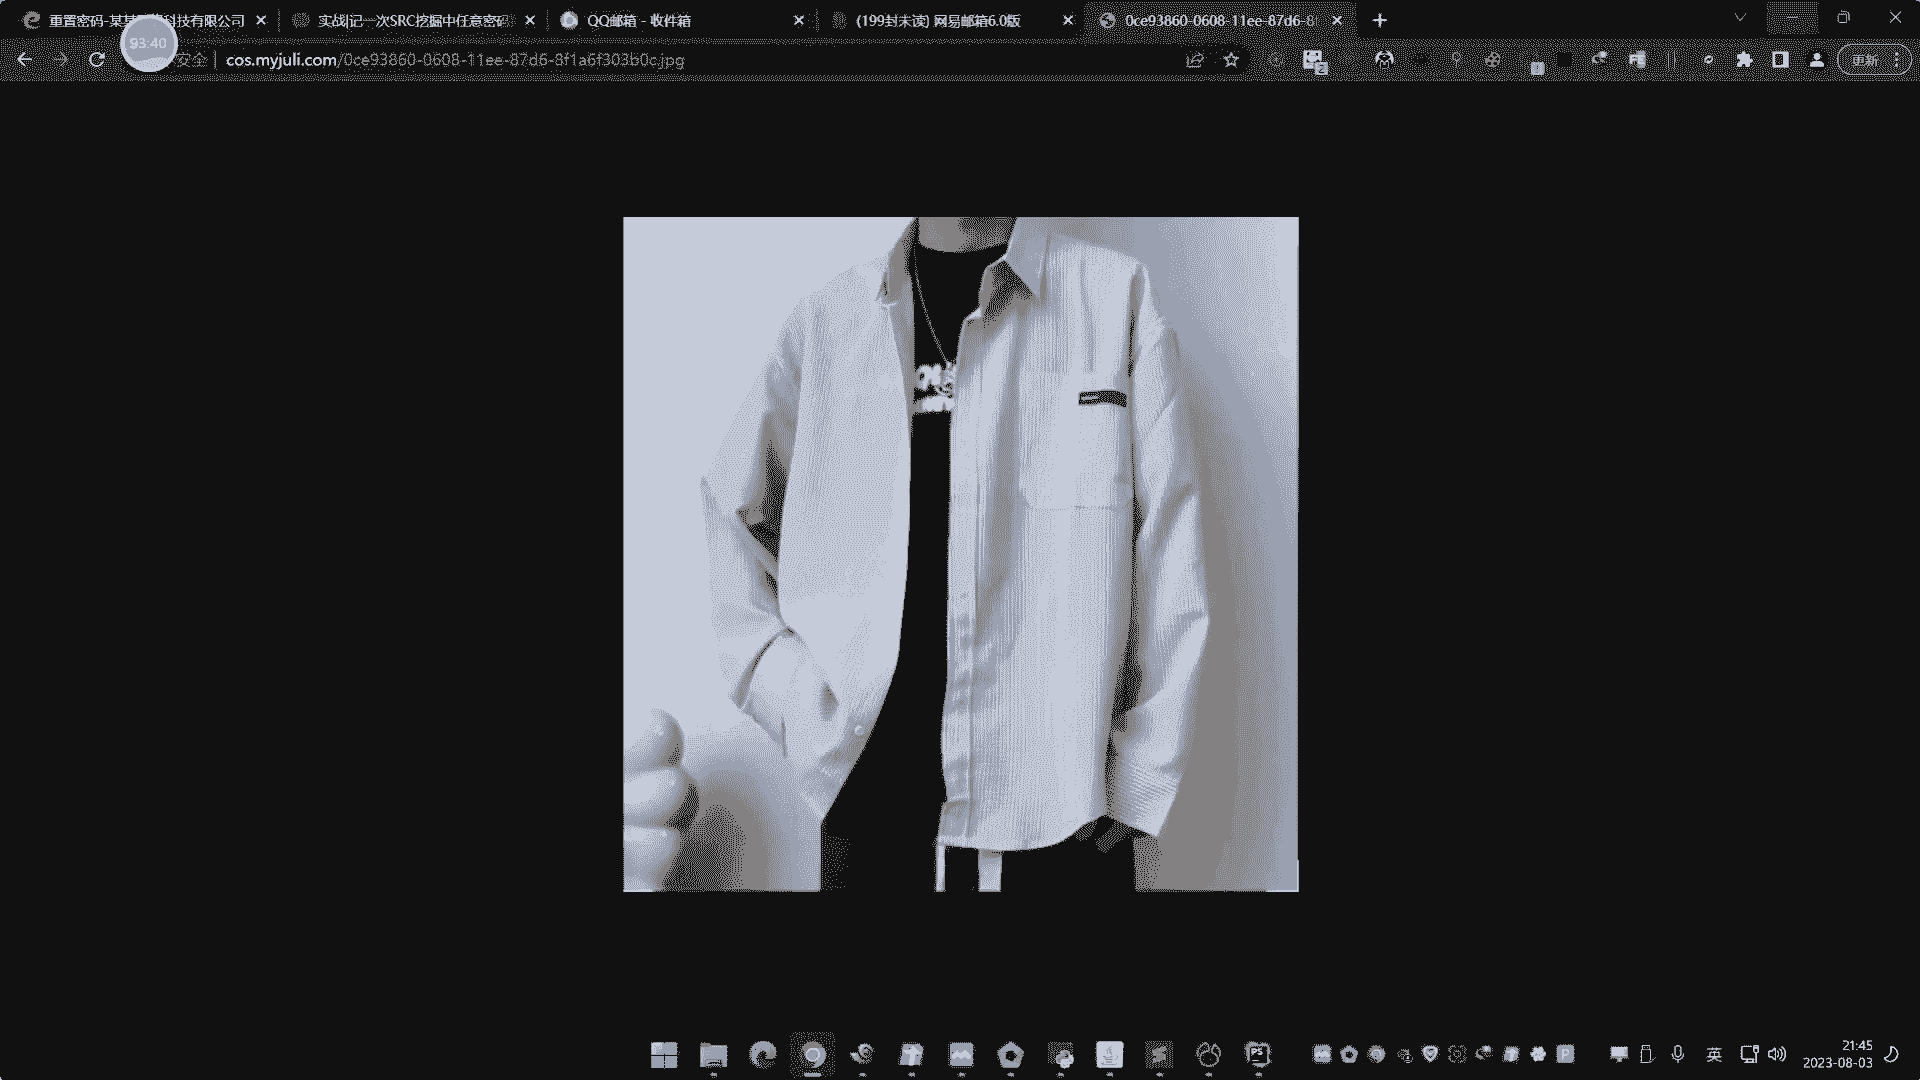 重置密码-某某
科技有限公司
实战|记一次SRC挖掘中任意密码
QQ邮箱 - 收件箱
(199封未读) 网易邮箱6.0版
0ce93860-0608-11ee-87d6-8
93:40
安全
cos.myjuli.com/0ce93860-0608-11ee-87d6-8f1a6f303b0c.jpg
2
更新
英
21:45
2023-08-03